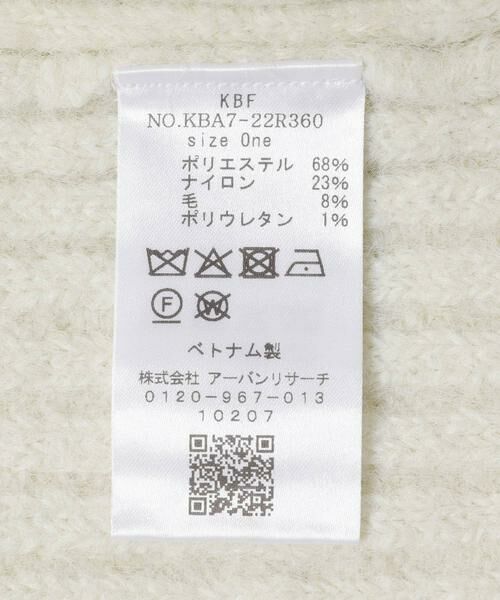 KBF
NO.KBA7-22R360
size One
ポリエステル 68%
ナイロン 23%
毛 8%
ポリウレタン 1%
F W
ベトナム製
株式会社 アーバンリサーチ
0120-967-013
10207